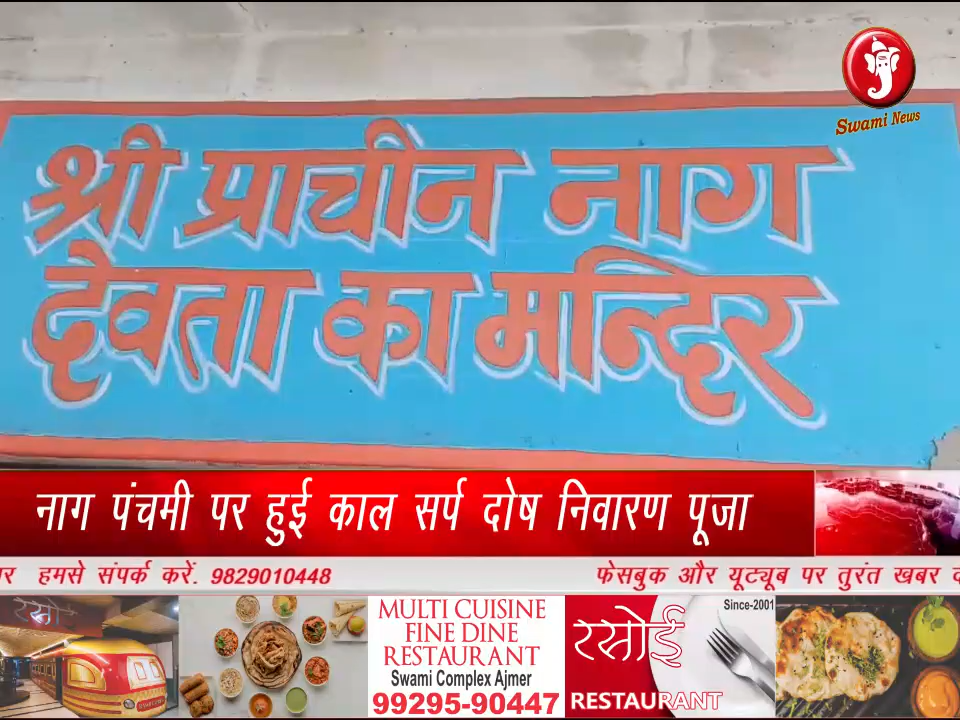 Swami News
श्री प्राचीन नाग
देवता का मन्दिर
नाग पंचमी पर हुई काल सर्प दोष निवारण पूजा
हमसे संपर्क करें. 9829010448
फेसबुक और यूट्यूब पर तुरंत खबर
रसोई
MULTI CUISINE
FINE DINE
RESTAURANT
Swami Complex Ajmer
99295-90447
Since-2001
रसोई
RESTAURANT